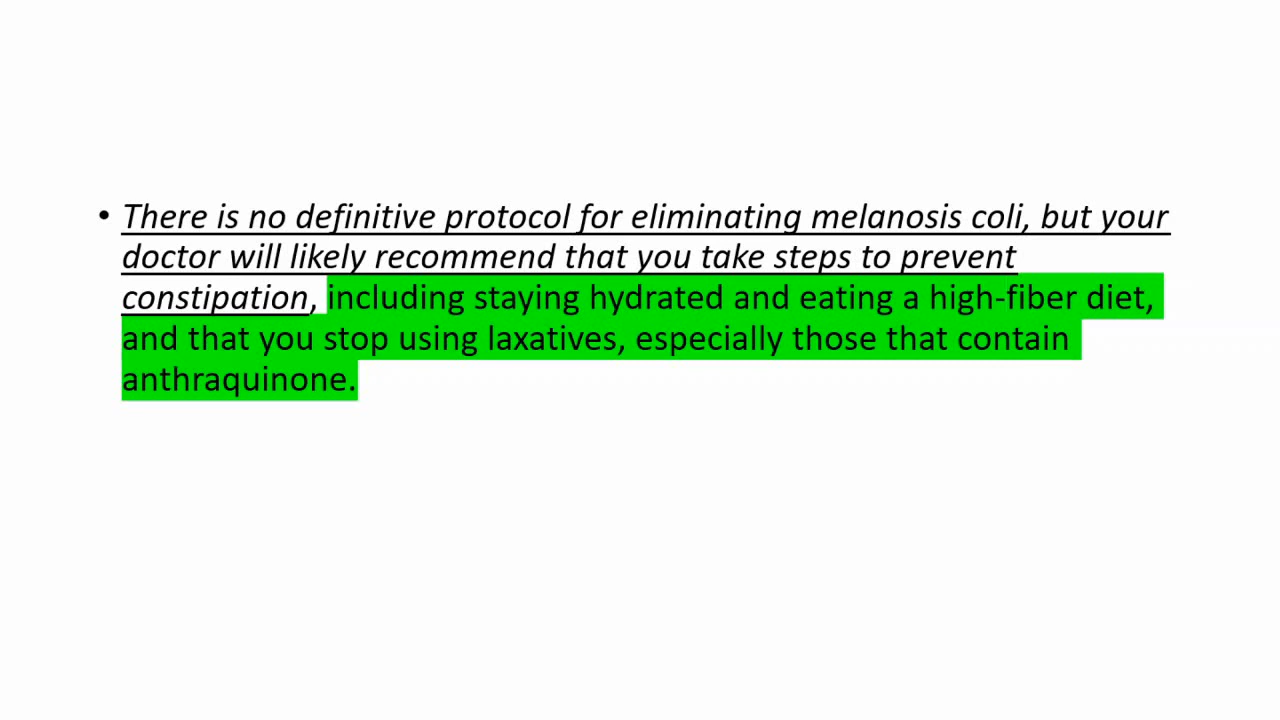 • There is no definitive protocol for eliminating melanosis coli, but your
doctor will likely recommend that you take steps to prevent
constipation, including staying hydrated and eating a high-fiber diet,
and that you stop using laxatives, especially those that contain
anthraquinone.